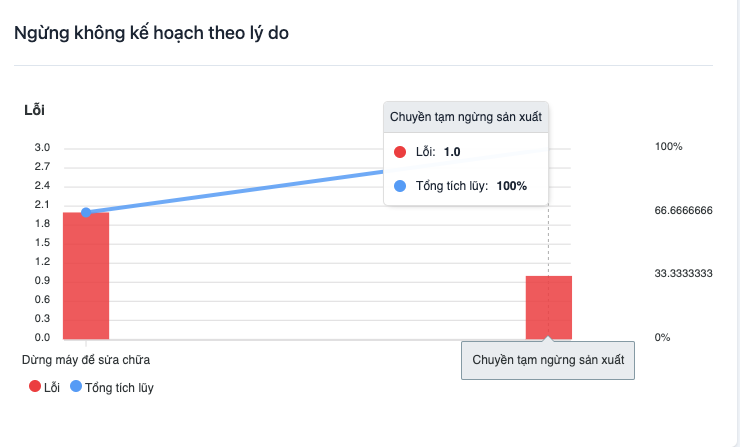 Ngừng không kế hoạch theo lý do
Lỗi
Chuyền tạm ngừng sản xuất
Lỗi: 1.0
Tổng tích lũy: 100%
3.0
2.7
2.4
2.1
1.8
1.5
1.2
0.9
0.6
0.3
0.0
100%
66.6666666
33.3333333
0%
Dừng máy để sửa chữa
Chuyền tạm ngừng sản xuất
Lỗi
Tổng tích lũy